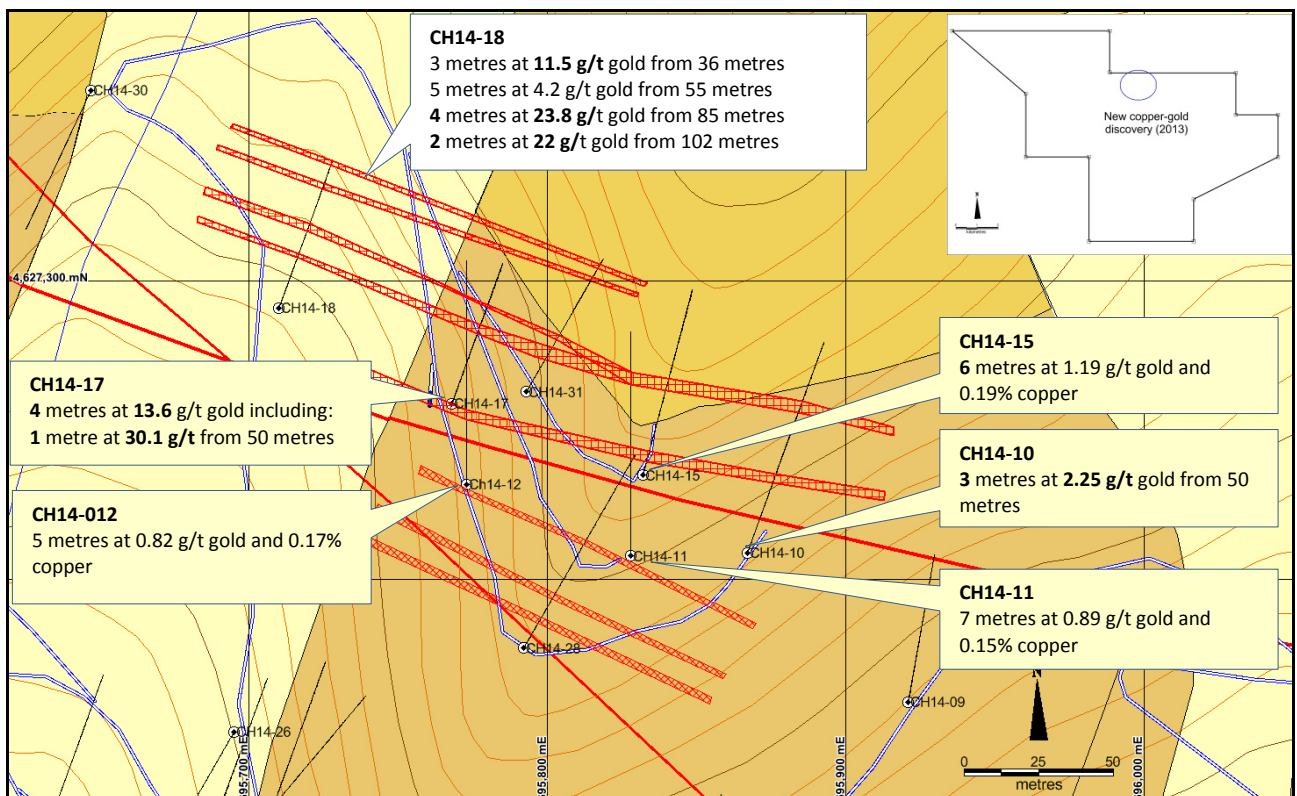 CH14-18
3 metres at 11.5 g/t gold from 36 metres
5 metres at 4.2 g/t gold from 55 metres
4 metres at 23.8 g/t gold from 85 metres
2 metres at 22 g/t gold from 102 metres
New copper-gold
discovery (2013)
N
CH14-30
4,627,300 mN
CH14-18
CH14-15
6 metres at 1.19 g/t gold and
0.19% copper
CH14-17
4 metres at 13.6 g/t gold including:
1 metre at 30.1 g/t from 50 metres
CH14-31
CH14-17
CH14-15
Ch14-12
CH14-10
3 metres at 2.25 g/t gold from 50
metres
CH14-012
5 metres at 0.82 g/t gold and 0.17%
copper
CH14-11
CH14-10
CH14-11
7 metres at 0.89 g/t gold and
0.15% copper
CH14-28
CH14-09
CH14-26
695,700 mE
695,800 mE
695,900 mE
696,000 mE
0 25 50
metres